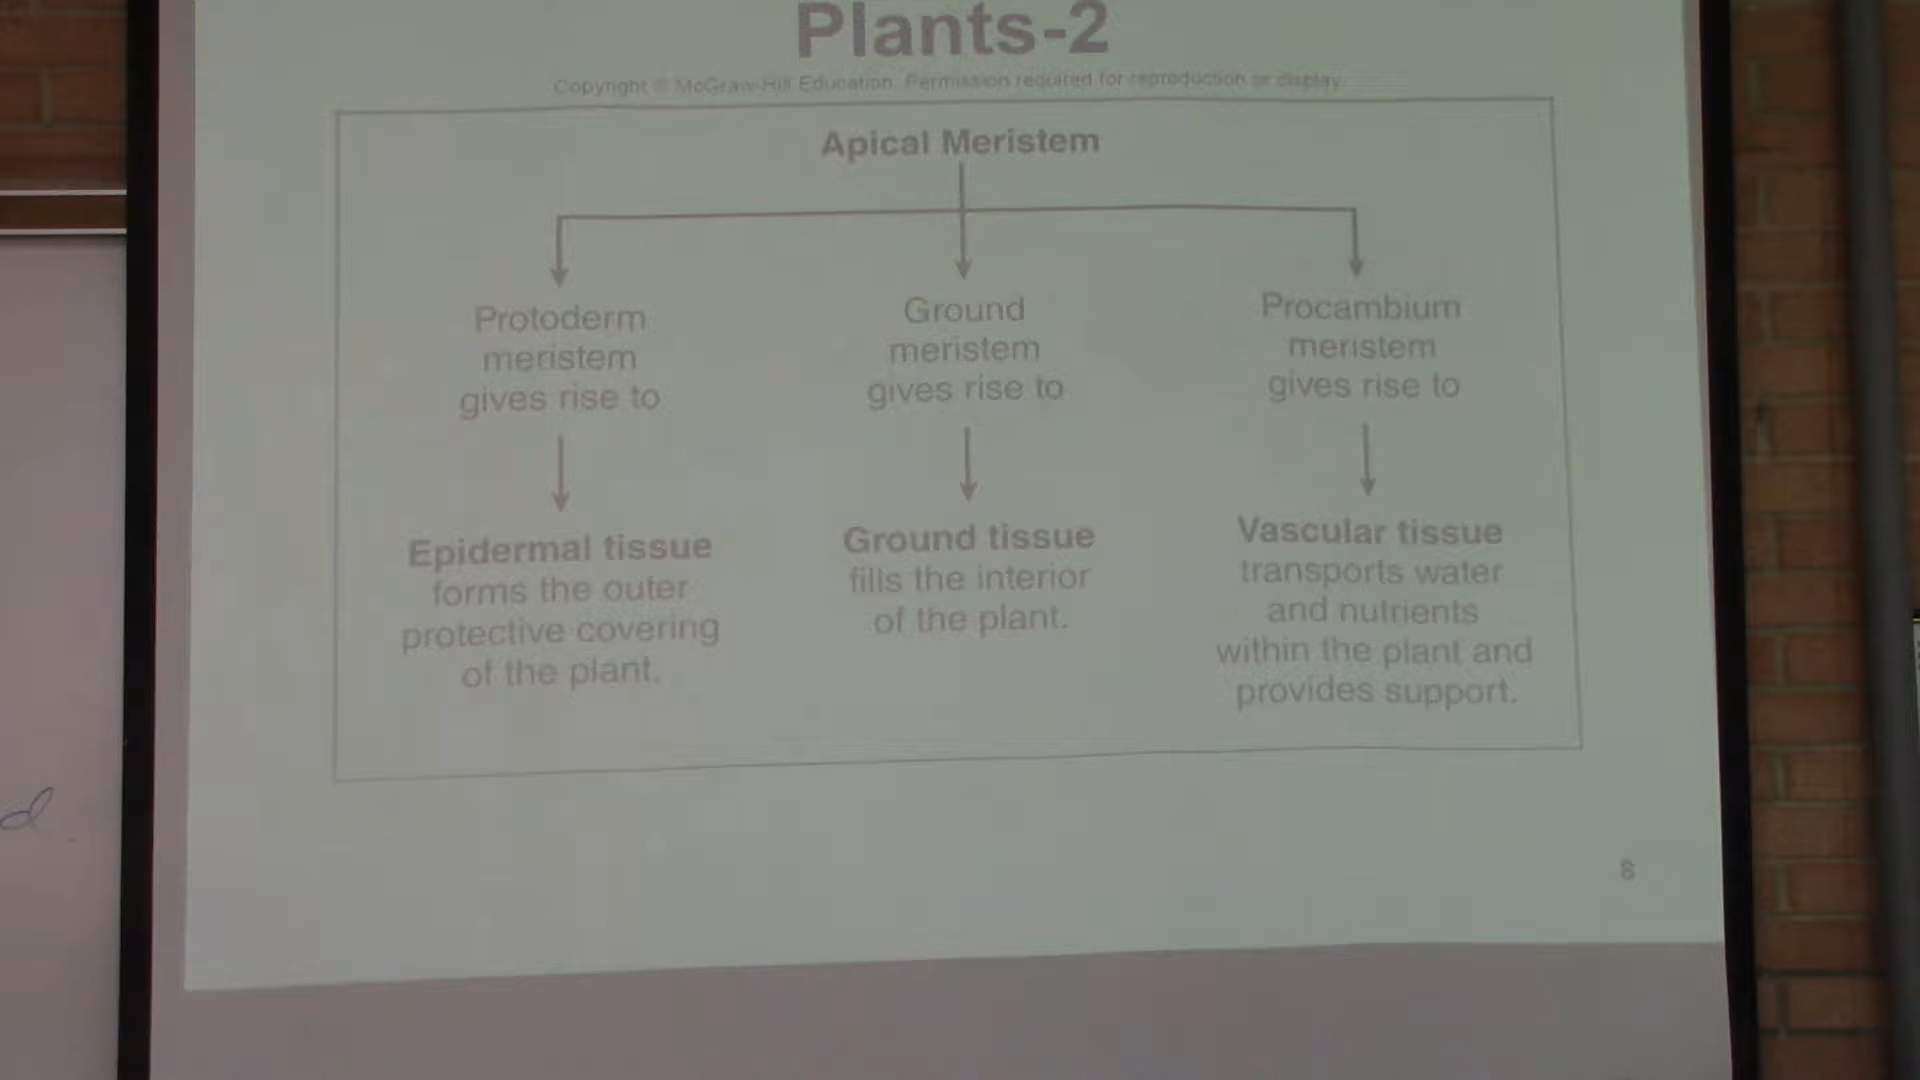 Plants-2
Copyright © McGraw-Hill Education. Permission required for reproduction or display.
Apical Meristem
Protoderm
meristem
gives rise to
Epidermal tissue
forms the outer
protective covering
of the plant.
Ground
meristem
gives rise to
Ground tissue
fills the interior
of the plant.
Procambium
meristem
gives rise to
Vascular tissue
transports water
and nutrients
within the plant and
provides support.
8
d